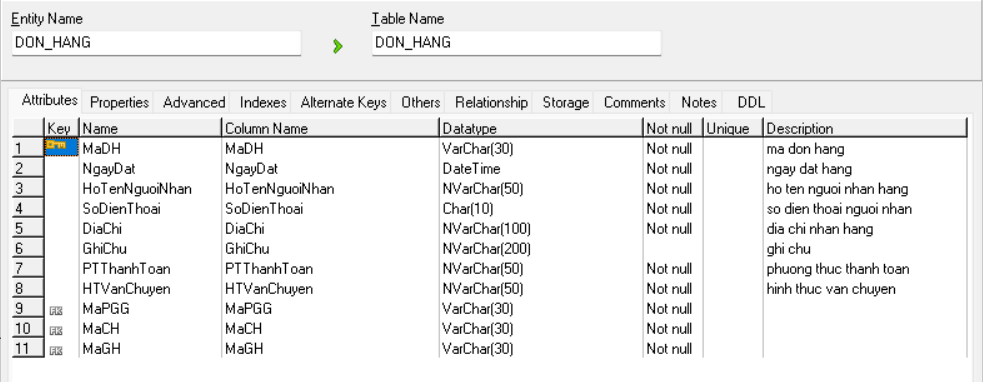 Entity Name Table Name
DON_HANG DON_HANG
Attributes Properties Advanced Indexes Alternate Keys Others Relationship Storage Comments Notes DDL
Key Name Column Name Datatype Not null Unique Description
1 MaDH MaDH VarChar(30) Not null ma don hang
2 NgayDat NgayDat DateTime Not null ngay dat hang
3 HoTenNguoiNhan HoTenNguoiNhan NVarChar(50) Not null ho ten nguoi nhan hang
4 SoDienThoai SoDienThoai Char(10) Not null so dien thoai nguoi nhan
5 DiaChi DiaChi NVarChar(100) Not null dia chi nhan hang
6 GhiChu GhiChu NVarChar(200) ghi chu
7 PTThanhToan PTThanhToan NVarChar(50) Not null phuong thuc thanh toan
8 HTVanChuyen HTVanChuyen NVarChar(50) Not null hinh thuc van chuyen
9 FK MaPGG MaPGG VarChar(30) Not null
10 FK MaCH MaCH VarChar(30) Not null
11 FK MaGH MaGH VarChar(30) Not null